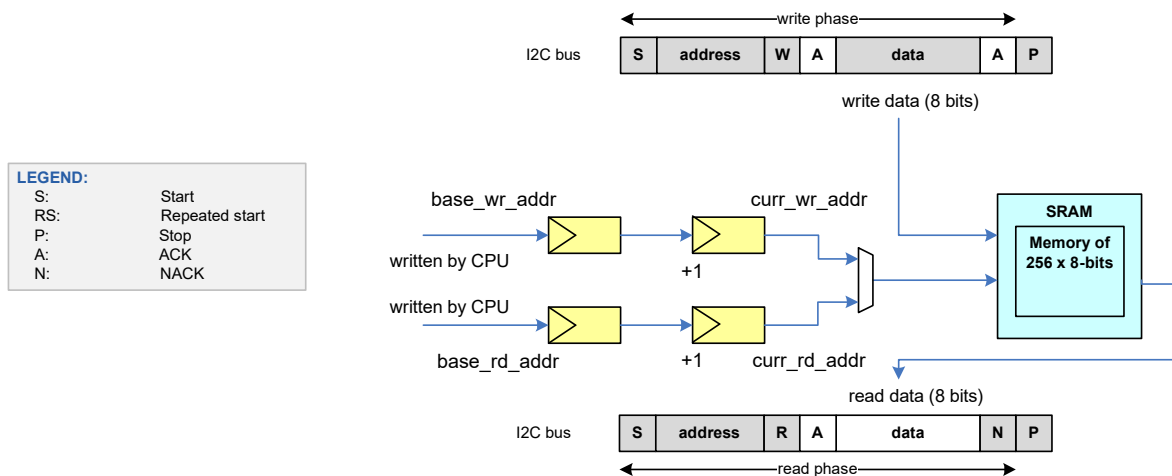 write phase
I2C bus S address W A data A P
write data (8 bits)
LEGEND:
S: Start
RS: Repeated start
P: Stop
A: ACK
N: NACK
base_wr_addr curr_wr_addr
written by CPU +1
SRAM
Memory of
256 x 8-bits
written by CPU
base_rd_addr +1 curr_rd_addr
read data (8 bits)
I2C bus S address R A data N P
read phase